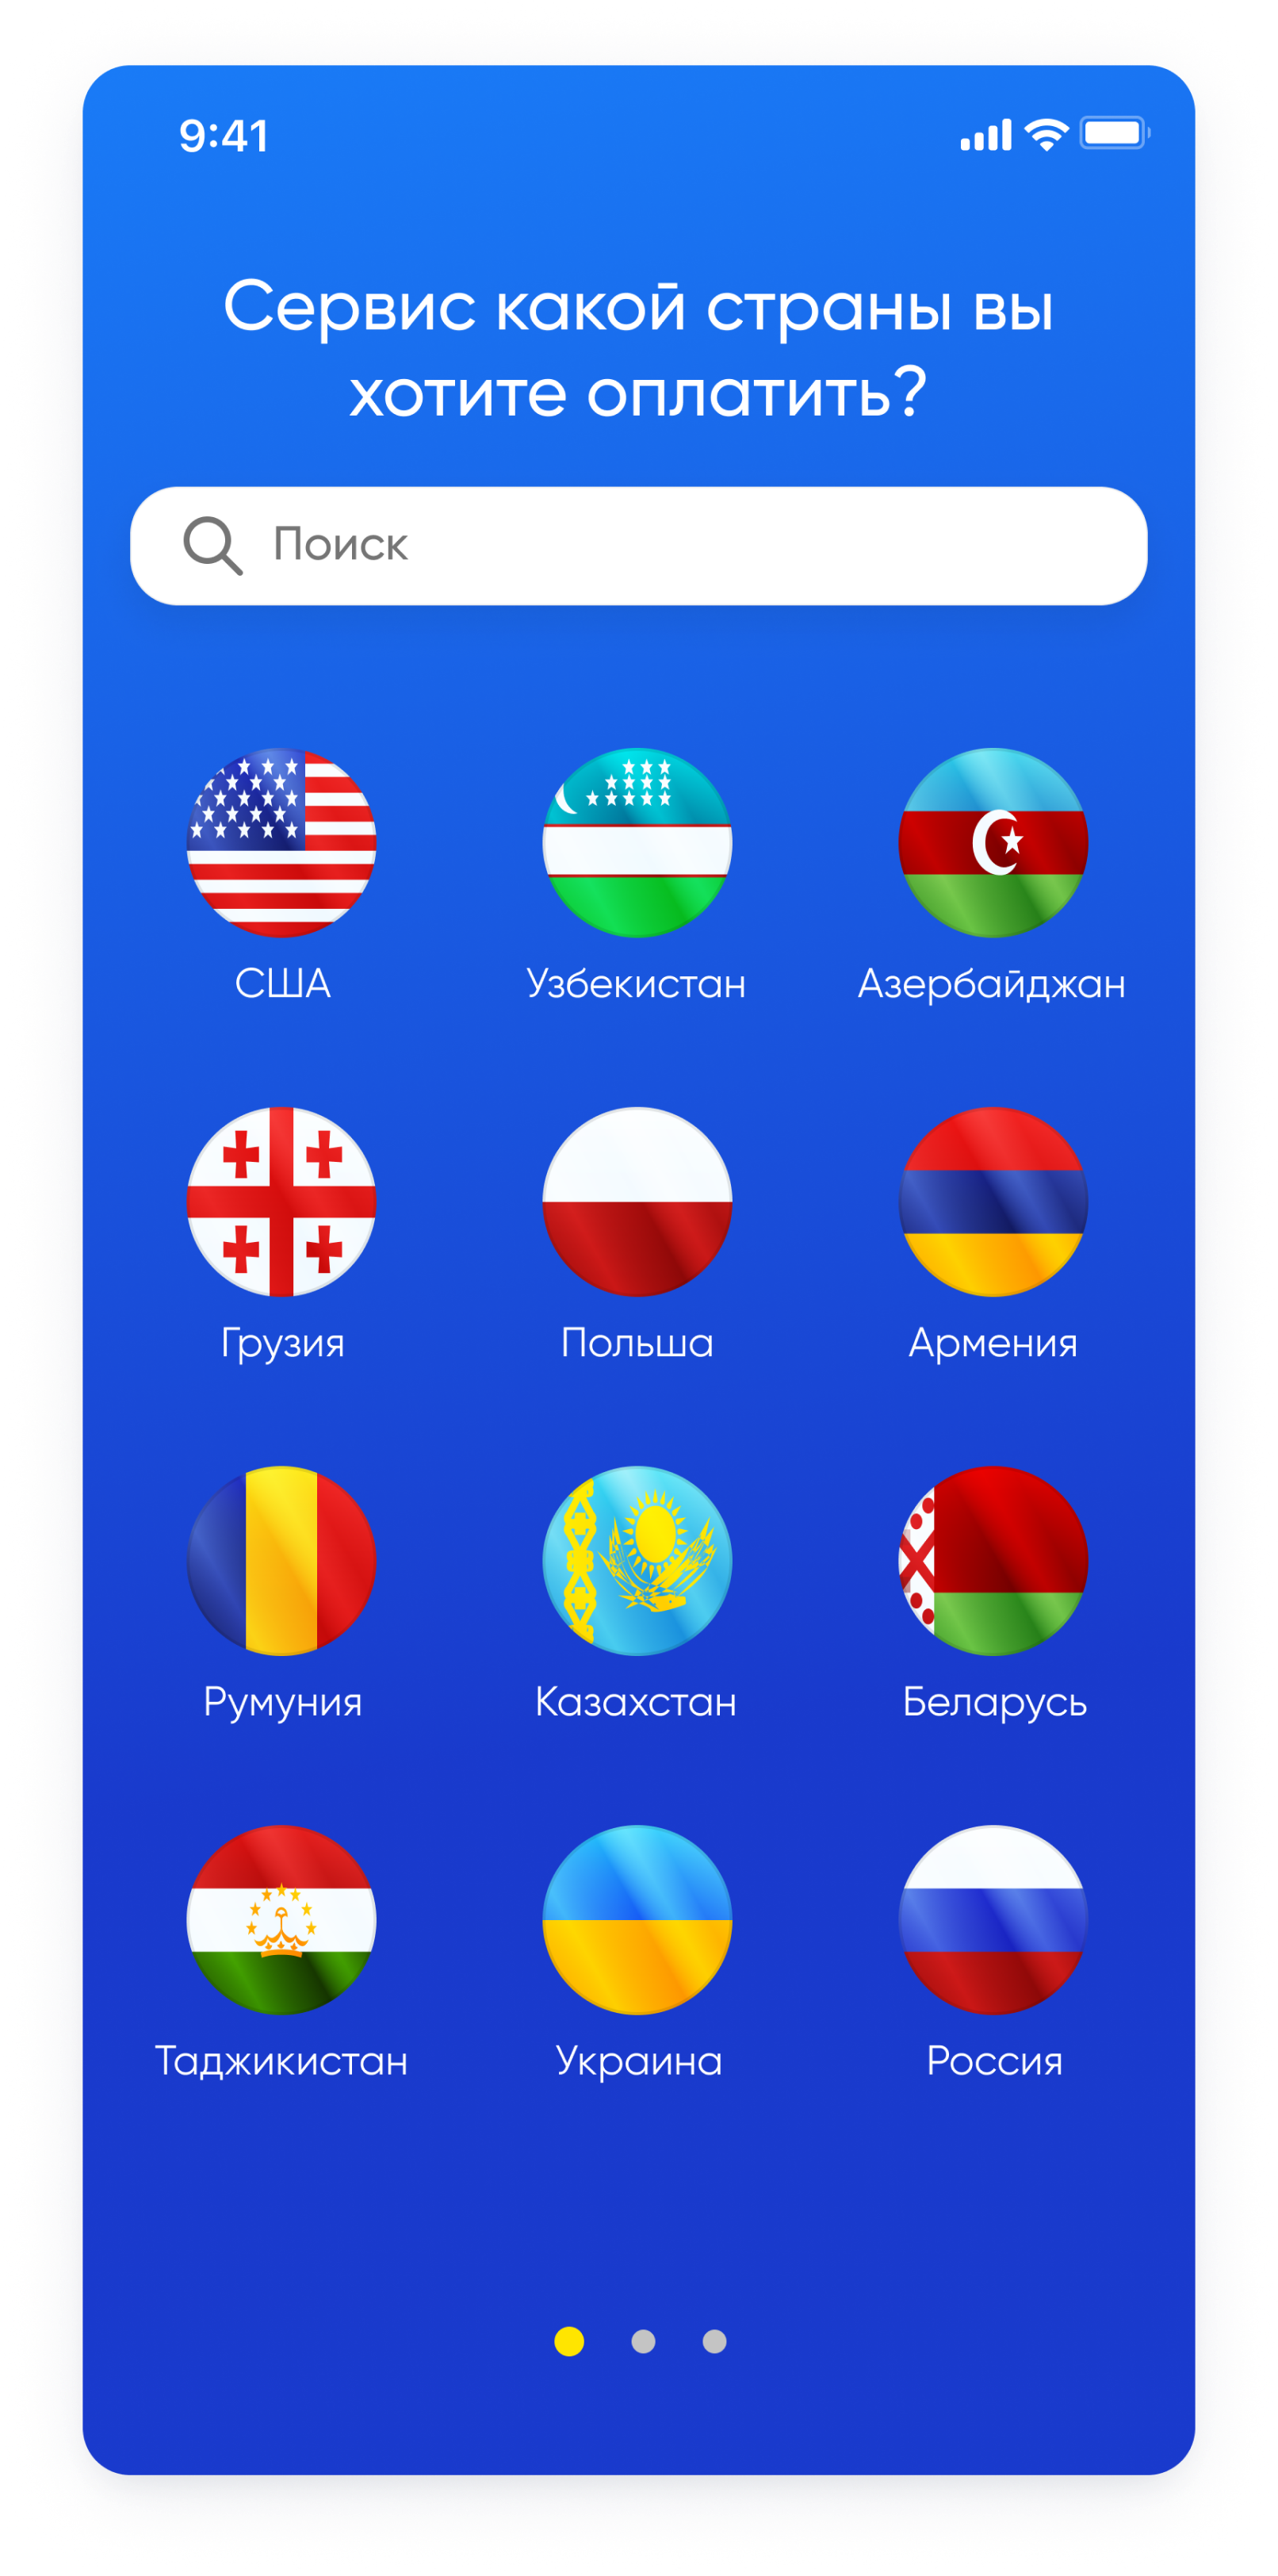 9:41
Сервис какой страны вы
хотите оплатить?
Поиск
США
Узбекистан
Азербайджан
Грузия
Польша
Армения
Румуния
Казахстан
Беларусь
Таджикистан
Украина
Россия